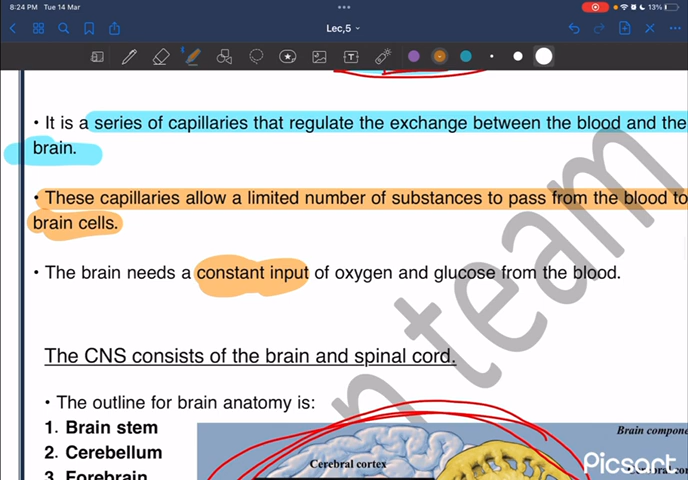 8:24 PM Tue 14 Mar
13%
Lec,5
• It is a series of capillaries that regulate the exchange between the blood and the
brain.
• These capillaries allow a limited number of substances to pass from the blood to
brain cells.
• The brain needs a constant input of oxygen and glucose from the blood.
The CNS consists of the brain and spinal cord.
• The outline for brain anatomy is:
1. Brain stem
2. Cerebellum
3. Forebrain
Brain compone
Cerebral cortex
team
Picsart